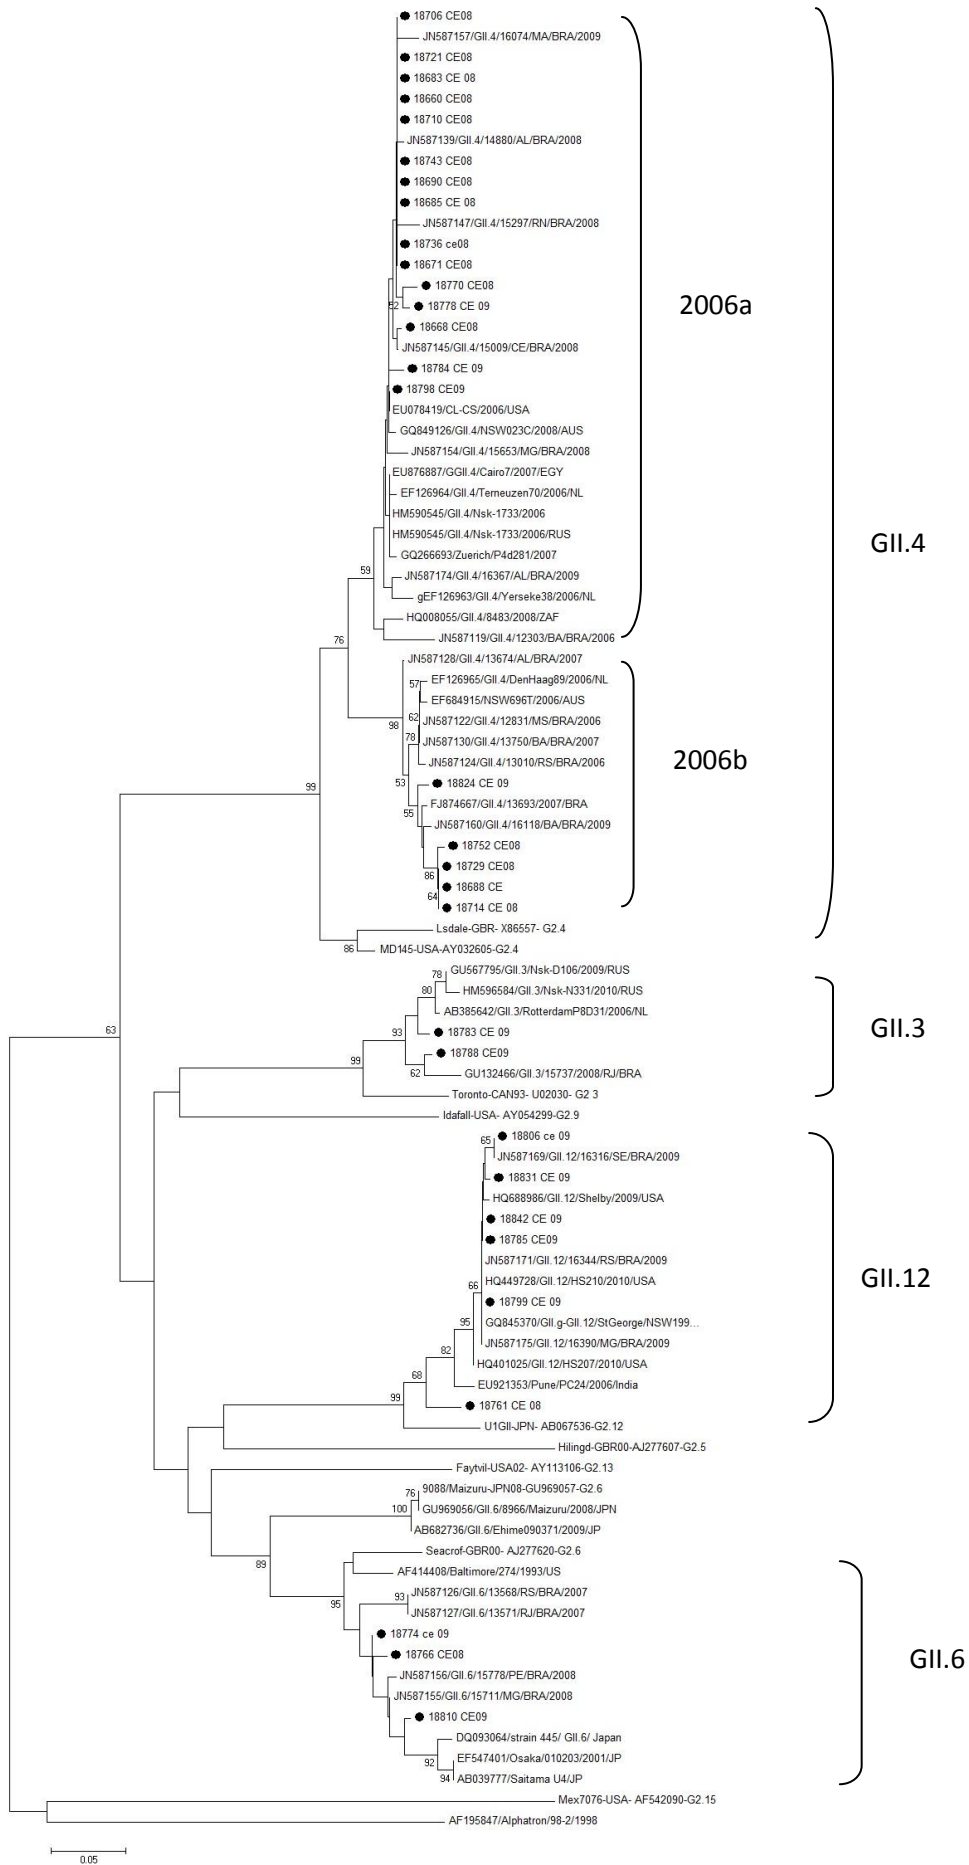 18706 CE08
JN587157/GII.4/16074/MA/BRA/2009
18721 CE08
18683 CE 08
18660 CE08
18710 CE08
JN587139/GII.4/14880/AL/BRA/2008
18743 CE08
18690 CE08
18685 CE 08
JN587147/GII.4/15297/RN/BRA/2008
18736 ce08
18671 CE08
18770 CE08
52
18778 CE 09
2006a
18668 CE08
JN587145/GII.4/15009/CE/BRA/2008
18784 CE 09
18798 CE09
EU078419/CL-CS/2006/USA
GQ849126/GII.4/NSW023C/2008/AUS
JN587154/GII.4/15653/MG/BRA/2008
EU876887/GGII.4/Cairo7/2007/EGY
EF126964/GII.4/Terneuzen70/2006/NL
HM590545/GII.4/Nsk-1733/2006
HM590545/GII.4/Nsk-1733/2006/RUS
GII.4
GQ266693/Zuerich/P4d281/2007
59
JN587174/GII.4/16367/AL/BRA/2009
gEF126963/GII.4/Yerseke38/2006/NL
HQ008055/GII.4/8483/2008/ZAF
76
JN587119/GII.4/12303/BA/BRA/2006
JN587128/GII.4/13674/AL/BRA/2007
57
EF126965/GII.4/DenHaag89/2006/NL
EF684915/NSW696T/2006/AUS
98
62
JN587122/GII.4/12831/MS/BRA/2006
78
JN587130/GII.4/13750/BA/BRA/2007
JN587124/GII.4/13010/RS/BRA/2006
2006b
53
18824 CE 09
99
FJ874667/GII.4/13693/2007/BRA
55
JN587160/GII.4/16118/BA/BRA/2009
18752 CE08
18729 CE08
86
18688 CE
64
18714 CE 08
Lsdale-GBR- X86557- G2.4
86
MD145-USA-AY032605-G2.4
78
GU567795/GII.3/Nsk-D106/2009/RUS
80
HM596584/GII.3/Nsk-N331/2010/RUS
AB385642/GII.3/RotterdamP8D31/2006/NL
GII.3
63
93
18783 CE 09
18788 CE09
99
62
GU132466/GII.3/15737/2008/RJ/BRA
Toronto-CAN93- U02030- G2 3
Idafall-USA- AY054299-G2.9
65
18806 ce 09
JN587169/GII.12/16316/SE/BRA/2009
18831 CE 09
HQ688986/GII.12/Shelby/2009/USA
18842 CE 09
18785 CE09
JN587171/GII.12/16344/RS/BRA/2009
66
HQ449728/GII.12/HS210/2010/USA
GII.12
18799 CE 09
95
GQ845370/GII.g-GII.12/StGeorge/NSW199...
JN587175/GII.12/16390/MG/BRA/2009
82
HQ401025/GII.12/HS207/2010/USA
68
EU921353/Pune/PC24/2006/India
99
18761 CE 08
U1GII-JPN- AB067536-G2.12
Hilingd-GBR00-AJ277607-G2.5
Faytvil-USA02- AY113106-G2.13
76
9088/Maizuru-JPN08-GU969057-G2.6
100
GU969056/GII.6/8966/Maizuru/2008/JPN
AB682736/GII.6/Ehime090371/2009/JP
Seacrof-GBR00- AJ277620-G2.6
89
AF414408/Baltimore/274/1993/US
93
JN587126/GII.6/13568/RS/BRA/2007
95
JN587127/GII.6/13571/RJ/BRA/2007
18774 ce 09
18766 CE08
GII.6
JN587156/GII.6/15778/PE/BRA/2008
JN587155/GII.6/15711/MG/BRA/2008
18810 CE09
DQ093064/strain 445/ GII.6/ Japan
92
EF547401/Osaka/010203/2001/JP
94
AB039777/Saitama U4/JP
Mex7076-USA- AF542090-G2.15
AF195847/Alphatron/98-2/1998
0.05